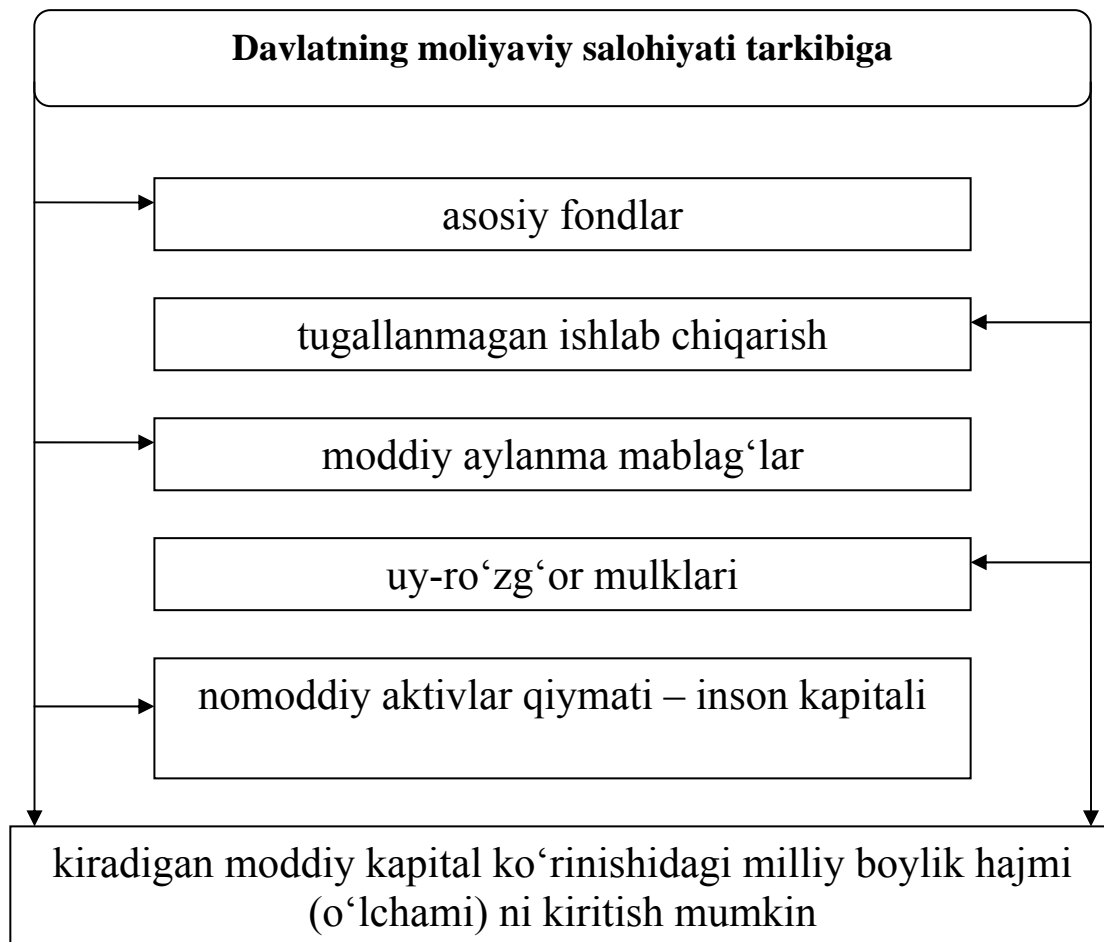 Davlatning moliyaviy salohiyati tarkibiga
asosiy fondlar
tugallanmagan ishlab chiqarish
moddiy aylanma mablag‘lar
uy-ro‘zg‘or mulklari
nomoddiy aktivlar qiymati – inson kapitali
kiradigan moddiy kapital ko‘rinishidagi milliy boylik hajmi
(o‘lchami) ni kiritish mumkin